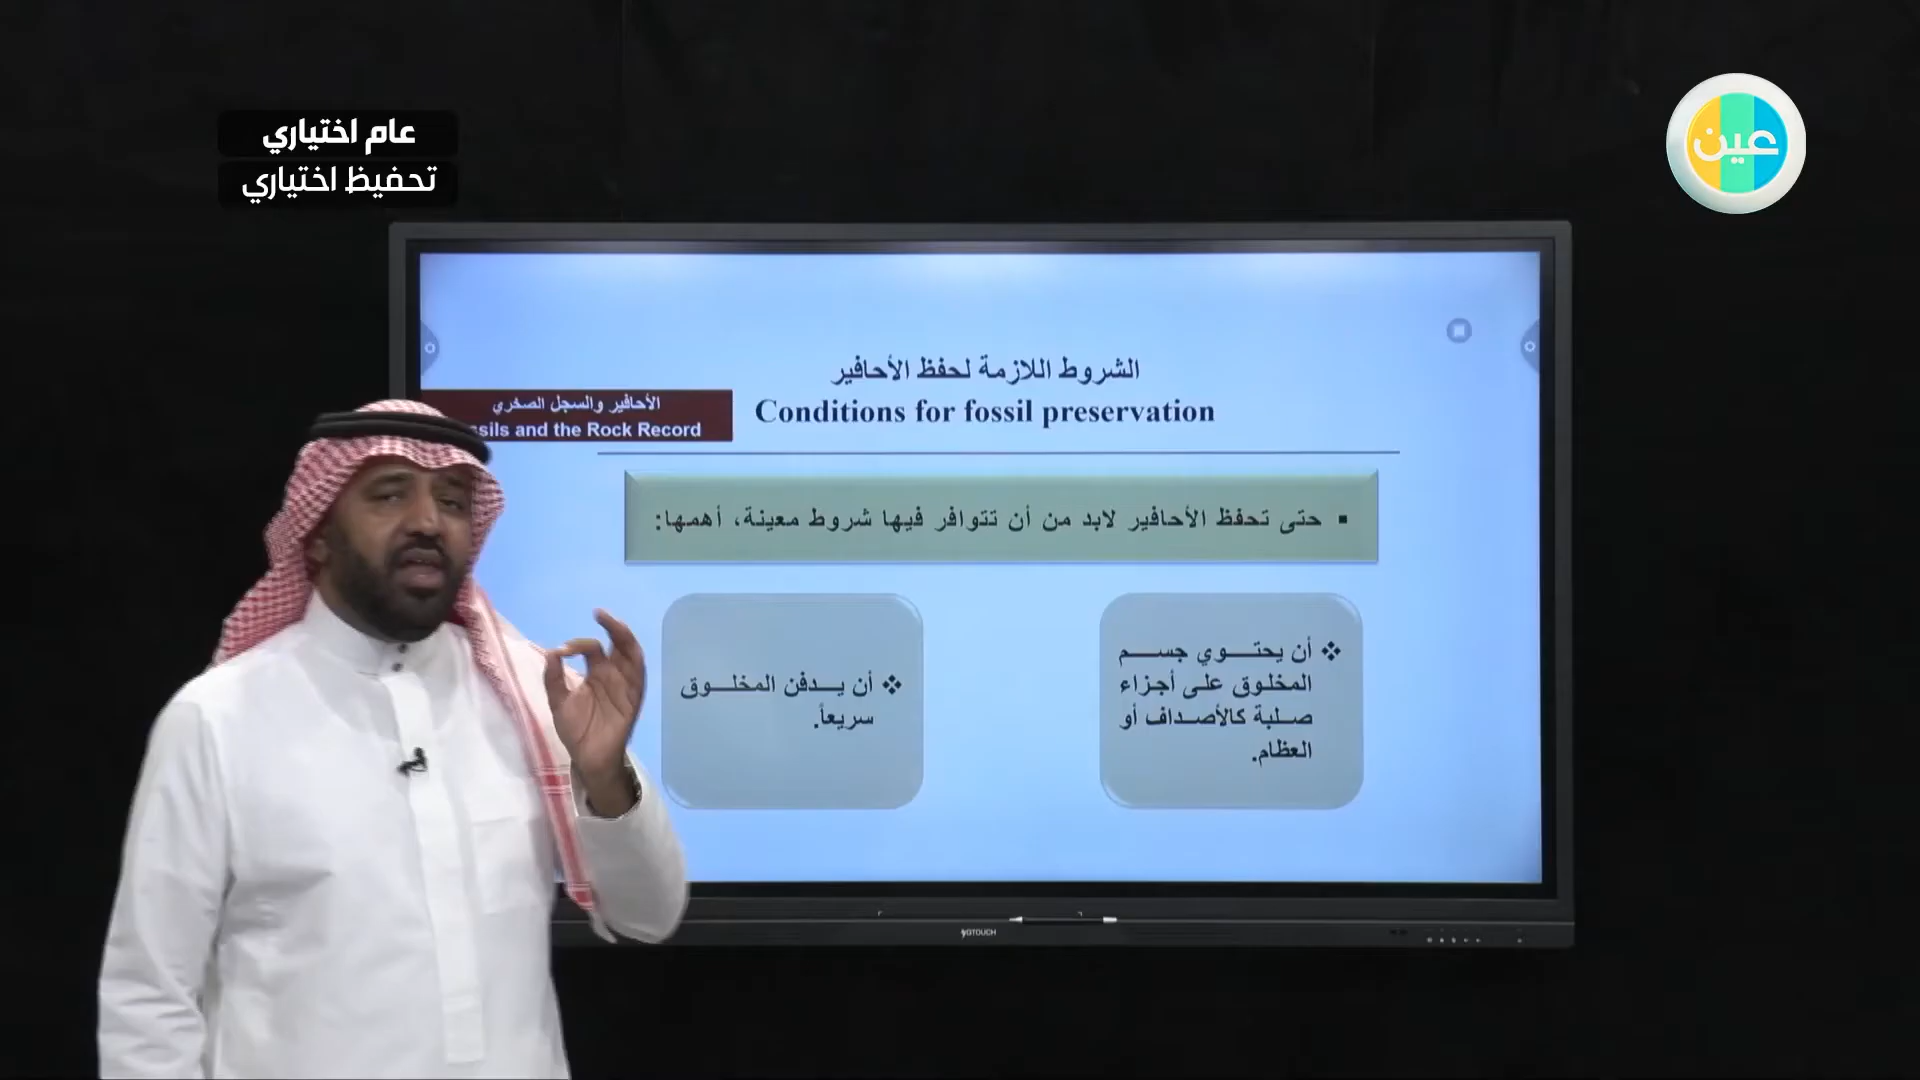 عام اختياري
تحفيظ اختياري
عين
الشروط اللازمة لحفظ الأحافير
Conditions for fossil preservation
الأحافير والسجل الصخري
sils and the Rock Record
▪ حتى تحفظ الأحافير لابد من أن تتوافر فيها شروط معينة، أهمها:
❖ أن يحتوي جسم
المخلوق على أجزاء
صلبة كالأصداف أو
العظام.
❖ أن يدفن المخلوق
سريعاً.